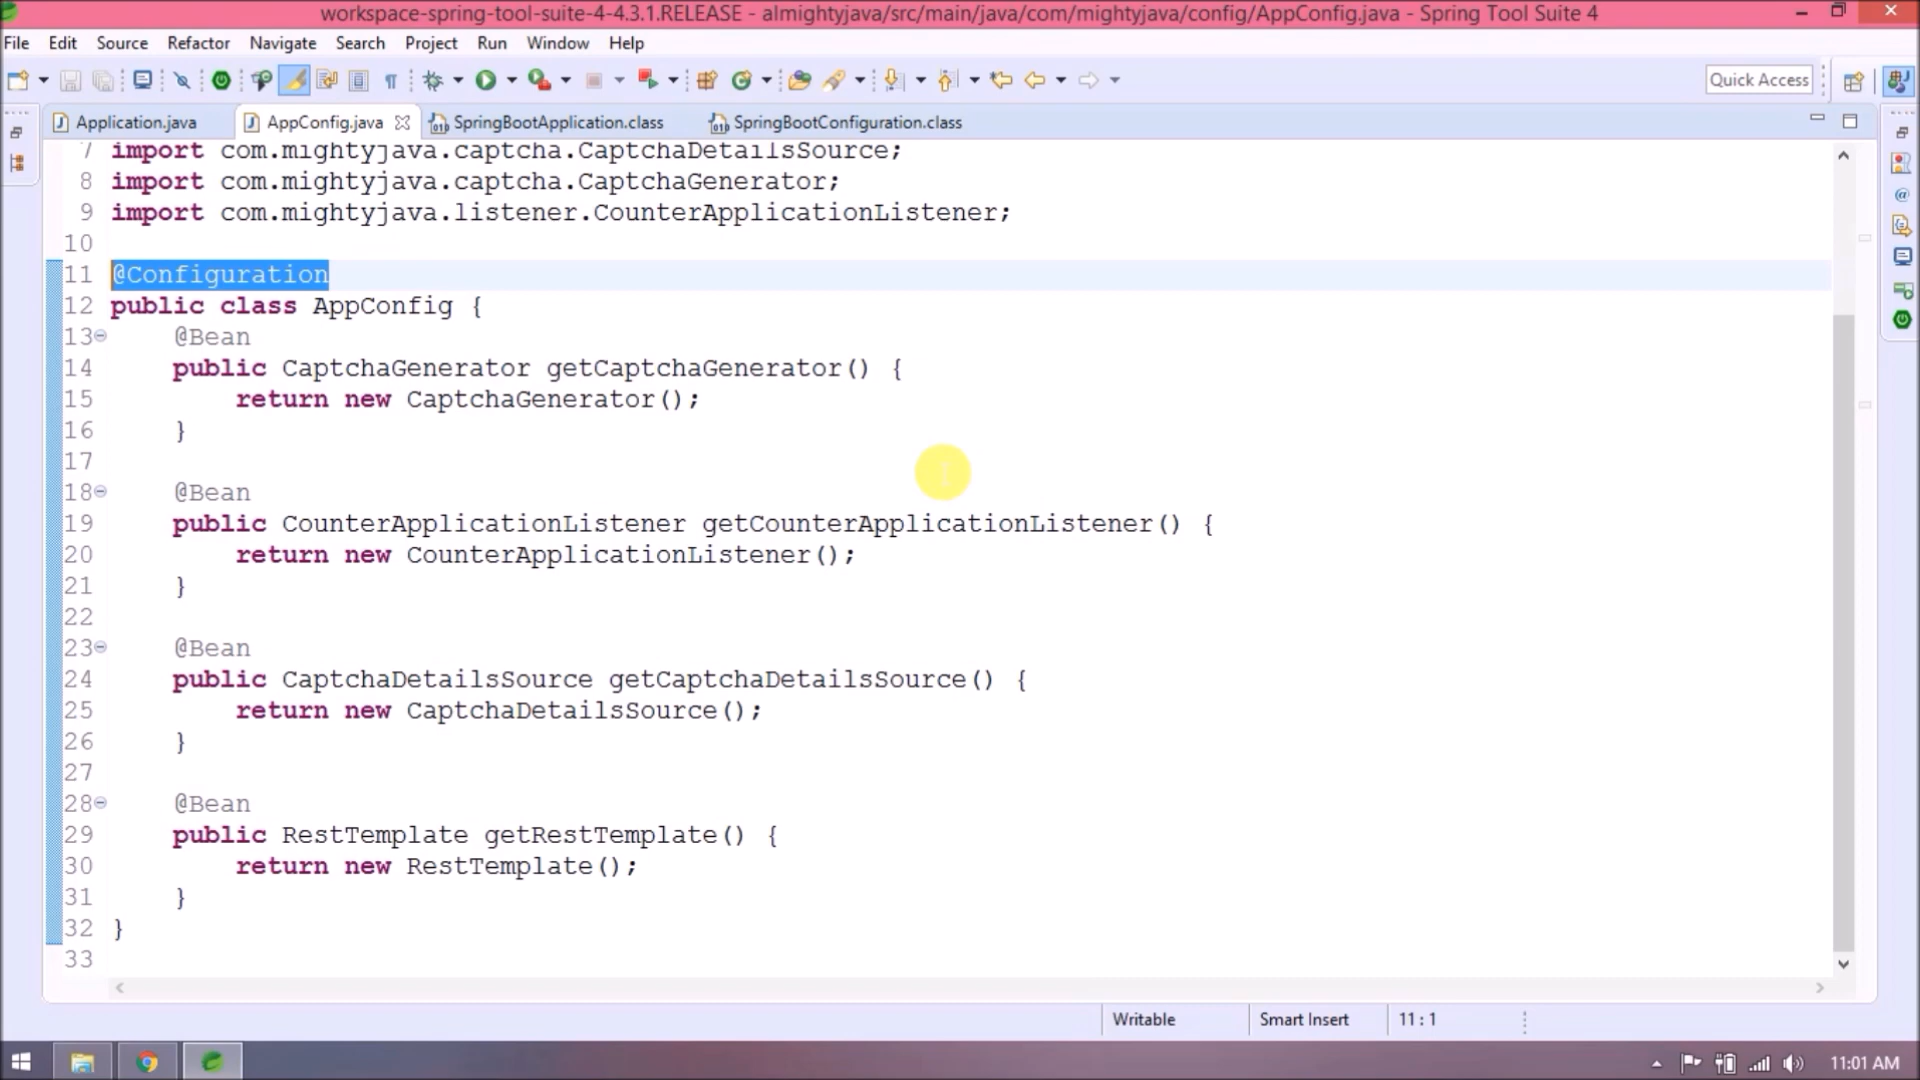 workspace-spring-tool-suite-4-4.3.1.RELEASE - almightyjava/src/main/java/com/mightyjava/config/AppConfig.java - Spring Tool Suite 4
File Edit Source Refactor Navigate Search Project Run Window Help
Quick Access
Application.java AppConfig.java SpringBootApplication.class SpringBootConfiguration.class
7 import com.mightyjava.captcha.CaptchaDetailsSource;
8 import com.mightyjava.captcha.CaptchaGenerator;
9 import com.mightyjava.listener.CounterApplicationListener;
10
11 @Configuration
12 public class AppConfig {
13 @Bean
14 public CaptchaGenerator getCaptchaGenerator() {
15 return new CaptchaGenerator();
16 }
17
18 @Bean
19 public CounterApplicationListener getCounterApplicationListener() {
20 return new CounterApplicationListener();
21 }
22
23 @Bean
24 public CaptchaDetailsSource getCaptchaDetailsSource() {
25 return new CaptchaDetailsSource();
26 }
27
28 @Bean
29 public RestTemplate getRestTemplate() {
30 return new RestTemplate();
31 }
32 }
33
Writable Smart Insert 11 : 1
11:01 AM